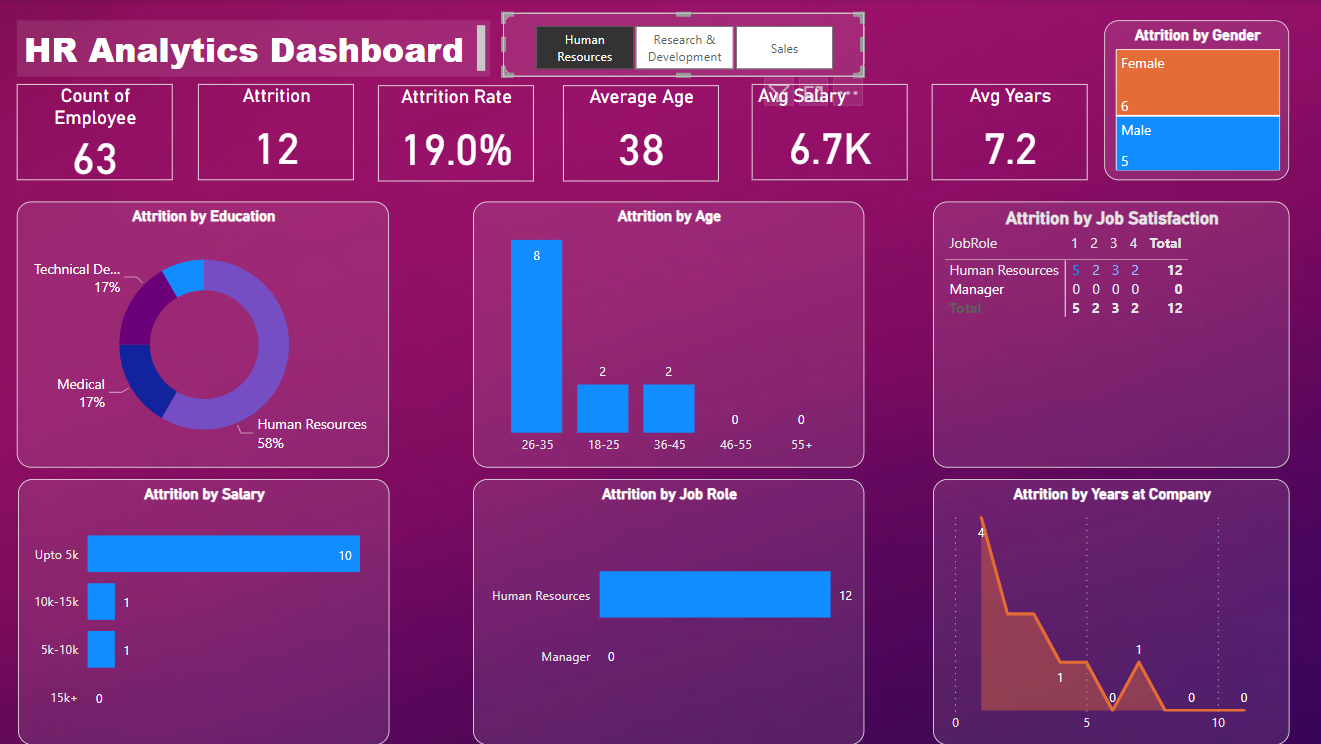 HR Analytics Dashboard
Human
Resources
Research &
Development
Sales
Attrition by Gender
Female
6
Male
5
Count of
Employee
63
Attrition
12
Attrition Rate
19.0%
Average Age
38
Avg Salary
6.7K
Avg Years
7.2
Attrition by Education
Technical De...
17%
Medical
17%
Human Resources
58%
Attrition by Age
8
2
2
0
0
26-35 18-25 36-45 46-55 55+
Attrition by Job Satisfaction
JobRole 1 2 3 4 Total
Human Resources 5 2 3 2 12
Manager 0 0 0 0 0
Total 5 2 3 2 12
Attrition by Salary
Upto 5k 10
10k-15k 1
5k-10k 1
15k+ 0
Attrition by Job Role
Human Resources 12
Manager 0
Attrition by Years at Company
4
1
1
0
0
0
0 5 10